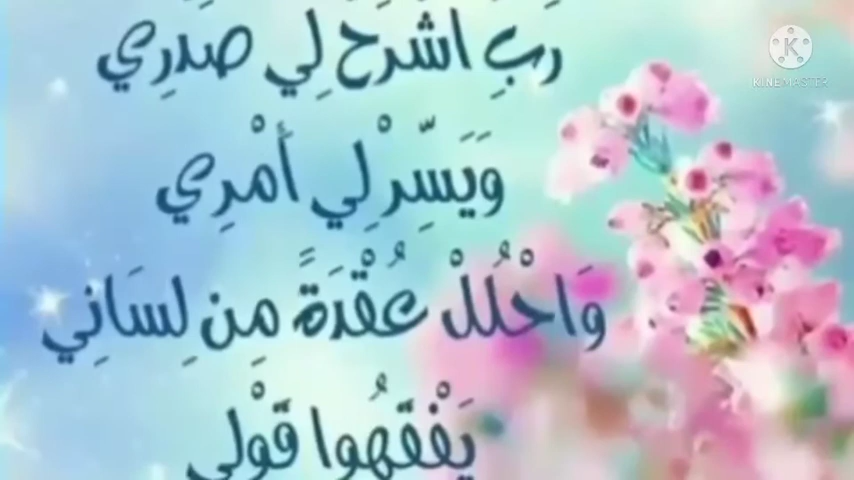 رَبِّ اشْرَحْ لِي صَدْرِي
وَيَسِّرْ لِي أَمْرِي
وَاحْلُلْ عُقْدَةً مِن لِسَانِي
يَفْقَهُوا قَوْلِي
KINEMASTER